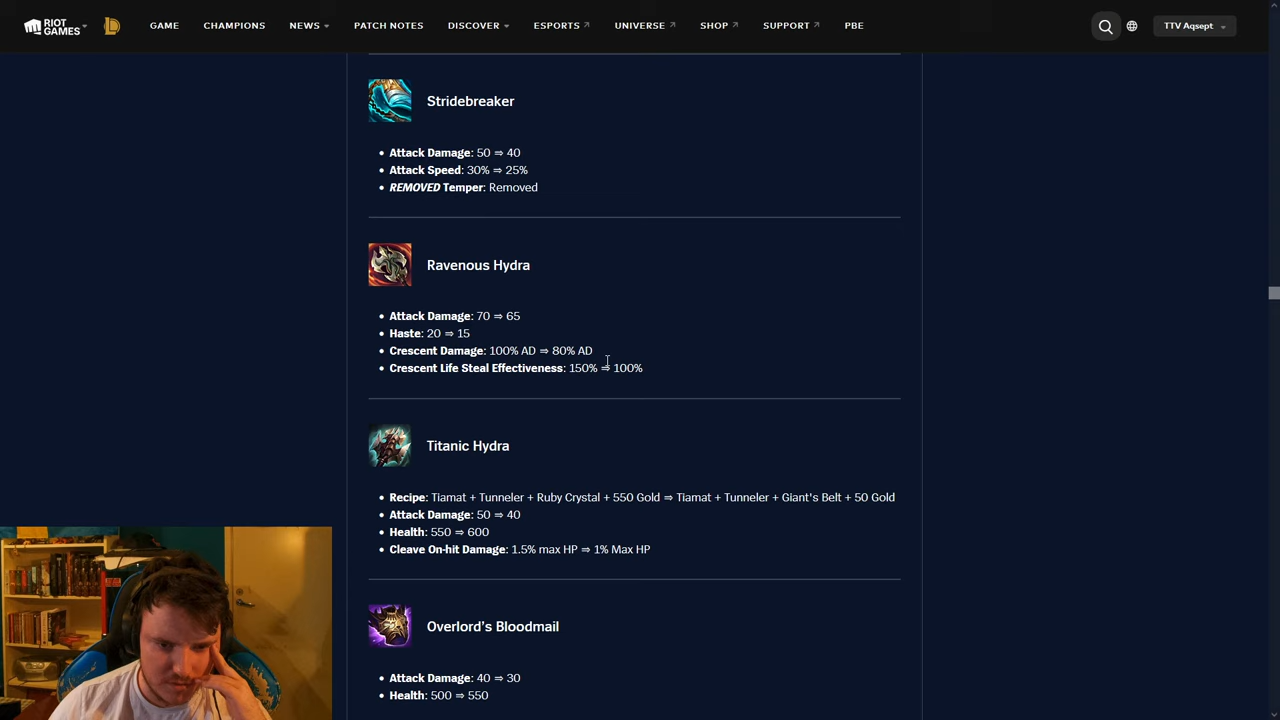 RIOT GAMES GAME CHAMPIONS NEWS PATCH NOTES DISCOVER ESPORTS UNIVERSE SHOP SUPPORT PBE TTV Aqsept
Stridebreaker
• Attack Damage: 50 ⇒ 40
• Attack Speed: 30% ⇒ 25%
• REMOVED Temper: Removed
Ravenous Hydra
• Attack Damage: 70 ⇒ 65
• Haste: 20 ⇒ 15
• Crescent Damage: 100% AD ⇒ 80% AD
• Crescent Life Steal Effectiveness: 150% ⇒ 100%
Titanic Hydra
• Recipe: Tiamat + Tunneler + Ruby Crystal + 550 Gold ⇒ Tiamat + Tunneler + Giant's Belt + 50 Gold
• Attack Damage: 50 ⇒ 40
• Health: 550 ⇒ 600
• Cleave On-hit Damage: 1.5% max HP ⇒ 1% Max HP
Overlord’s Bloodmail
• Attack Damage: 40 ⇒ 30
• Health: 500 ⇒ 550